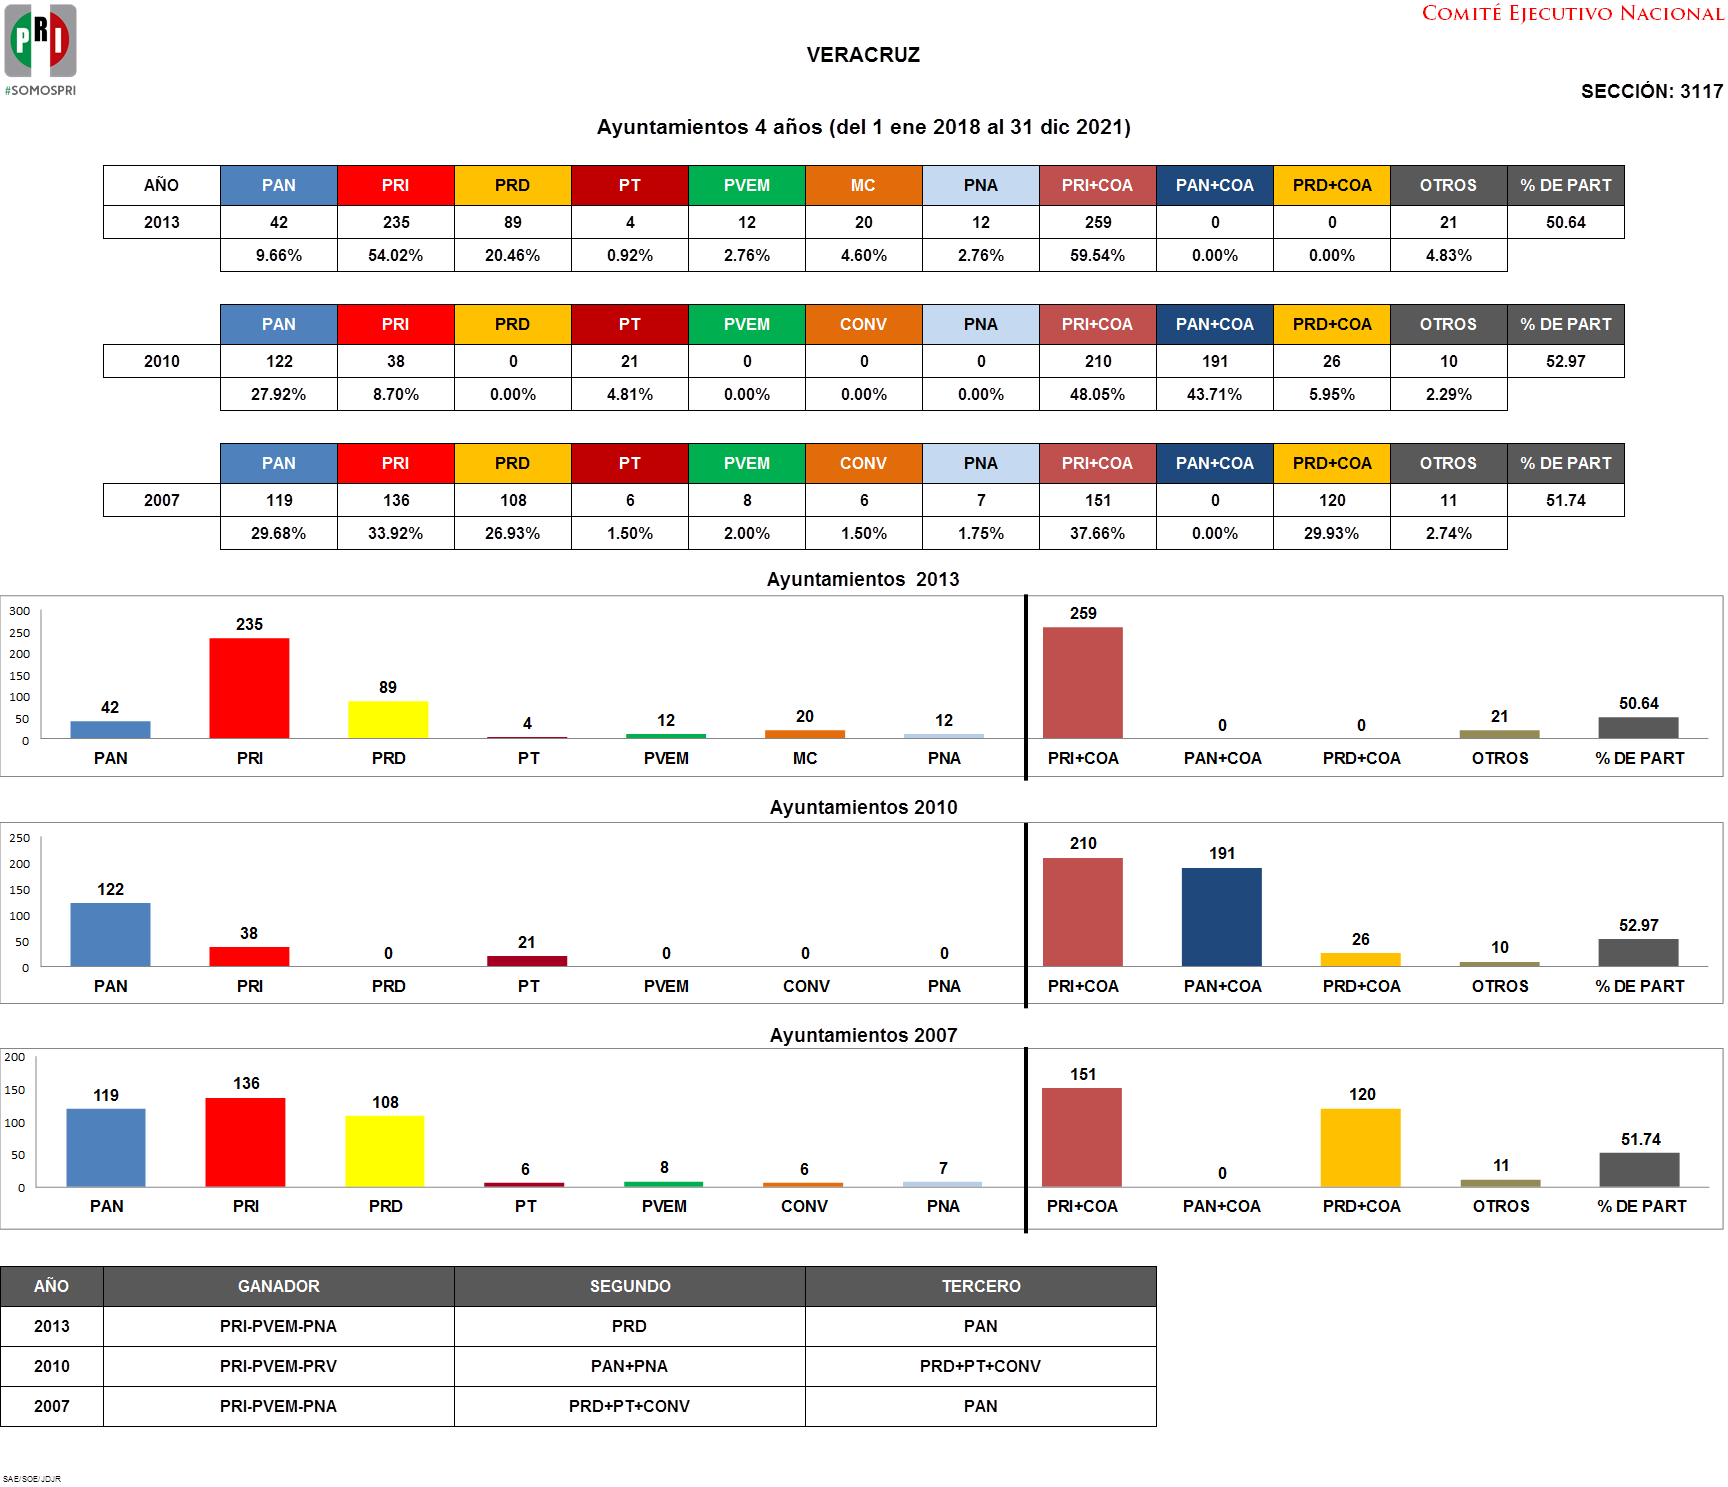 PRI
#SOMOSPRI
COMITÉ EJECUTIVO NACIONAL
VERACRUZ
SECCIÓN: 3117
Ayuntamientos 4 años (del 1 ene 2018 al 31 dic 2021)
AÑO PAN PRI PRD PT PVEM MC PNA PRI+COA PAN+COA PRD+COA OTROS % DE PART
2013 42 235 89 4 12 20 12 259 0 0 21 50.64
9.66% 54.02% 20.46% 0.92% 2.76% 4.60% 2.76% 59.54% 0.00% 0.00% 4.83%
PAN PRI PRD PT PVEM CONV PNA PRI+COA PAN+COA PRD+COA OTROS % DE PART
2010 122 38 0 21 0 0 0 210 191 26 10 52.97
27.92% 8.70% 0.00% 4.81% 0.00% 0.00% 0.00% 48.05% 43.71% 5.95% 2.29%
PAN PRI PRD PT PVEM CONV PNA PRI+COA PAN+COA PRD+COA OTROS % DE PART
2007 119 136 108 6 8 6 7 151 0 120 11 51.74
29.68% 33.92% 26.93% 1.50% 2.00% 1.50% 1.75% 37.66% 0.00% 29.93% 2.74%
Ayuntamientos 2013
300
250
200
150
100
50
0
42 235 89 4 12 20 12 259 0 0 21 50.64
PAN PRI PRD PT PVEM MC PNA PRI+COA PAN+COA PRD+COA OTROS % DE PART
Ayuntamientos 2010
250
200
150
100
50
0
122 38 0 21 0 0 0 210 191 26 10 52.97
PAN PRI PRD PT PVEM CONV PNA PRI+COA PAN+COA PRD+COA OTROS % DE PART
Ayuntamientos 2007
200
150
100
50
0
119 136 108 6 8 6 7 151 0 120 11 51.74
PAN PRI PRD PT PVEM CONV PNA PRI+COA PAN+COA PRD+COA OTROS % DE PART
AÑO GANADOR SEGUNDO TERCERO
2013 PRI-PVEM-PNA PRD PAN
2010 PRI-PVEM-PRV PAN+PNA PRD+PT+CONV
2007 PRI-PVEM-PNA PRD+PT+CONV PAN
SAE/SOE/JDJR